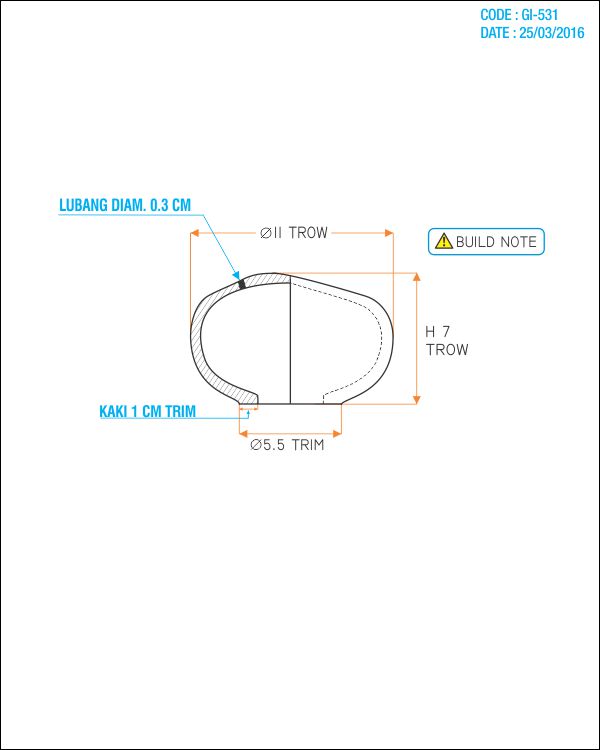 CODE : GI-531
DATE : 25/03/2016
LUBANG DIAM. 0.3 CM
Ø11 TROW
BUILD NOTE
H 7
TROW
KAKI 1 CM TRIM
Ø5.5 TRIM